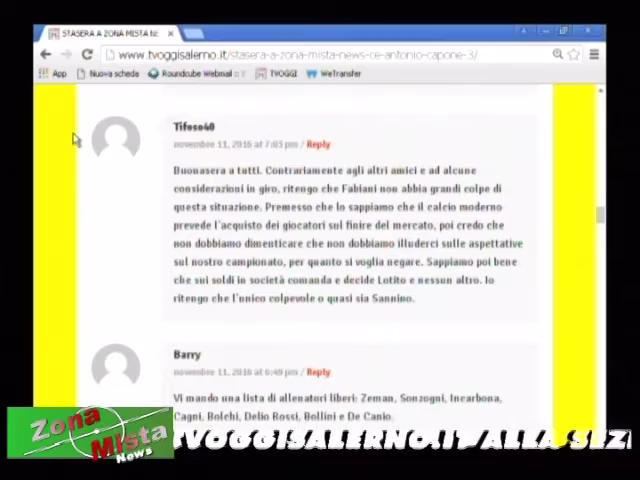 STASERA A ZONA MISTA NE
www.tvoggisalerno.it/stasera-a-zona-mista-news-ce-antonio-capone-3/
App Nuova scheda Roundcube Webmail :: TVOGGI WeTransfer
Tifoso40
novembre 11, 2016 at 7:03 pm / Reply
Buonasera a tutti. Contrariamente agli altri amici e ad alcune
considerazioni in giro, ritengo che Fabiani non abbia grandi colpe di
questa situazione. Premesso che lo sappiamo che il calcio moderno
prevede l'acquisto dei giocatori sul finire del mercato, poi credo che
non dobbiamo dimenticare che non dobbiamo illuderci sulle aspettative
sul nostro campionato, per quanto si voglia negare. Sappiamo poi bene
che sui soldi in società comanda e decide Lotito e nessun altro. Io
ritengo che l'unico colpevole o quasi sia Sannino.
Barry
novembre 11, 2016 at 6:49 pm / Reply
Vi mando una lista di allenatori liberi: Zeman, Sonzogni, Incarbona,
Cagni, Bolchi, Delio Rossi, Bollini e De Canio.
Zona
Mista
News
TVOGGISALERNO.IT ALLA SEZ